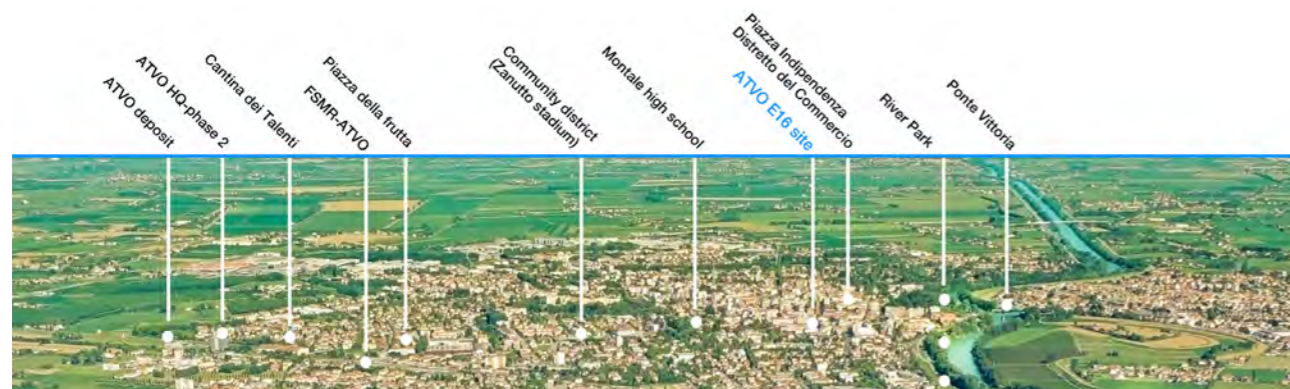 ATVO deposit
ATVO HQ-phase 2
Cantina dei Talenti
FSMR-ATVO
Piazza della frutta
Community district
(Zanutto stadium)
Montale high school
ATVO E16 site
Piazza Indipendenza
Distretto del Commercio
River Park
Ponte Vittoria